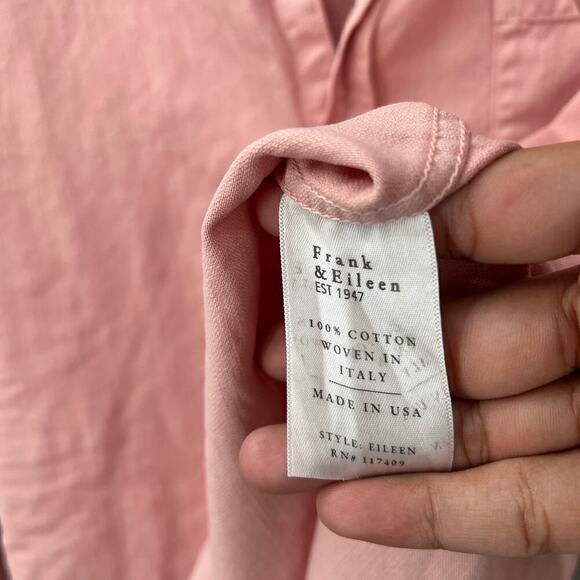 Frank
&Eileen
EST 1947
100% COTTON
WOVEN IN
ITALY
MADE IN USA
STYLE: EILEEN
RN# 117409